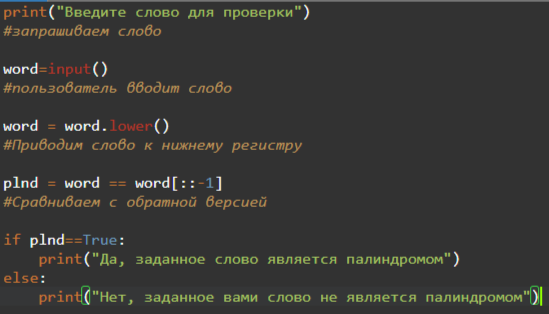 print("Введите слово для проверки")
#запрашиваем слово
word=input()
#пользователь вводит слово
word = word.lower()
#Приводим слово к нижнему регистру
plnd = word == word[::-1]
#Сравниваем с обратной версией
if plnd==True:
    print("Да, заданное слово является палиндромом")
else:
    print("Нет, заданное вами слово не является палиндромом")